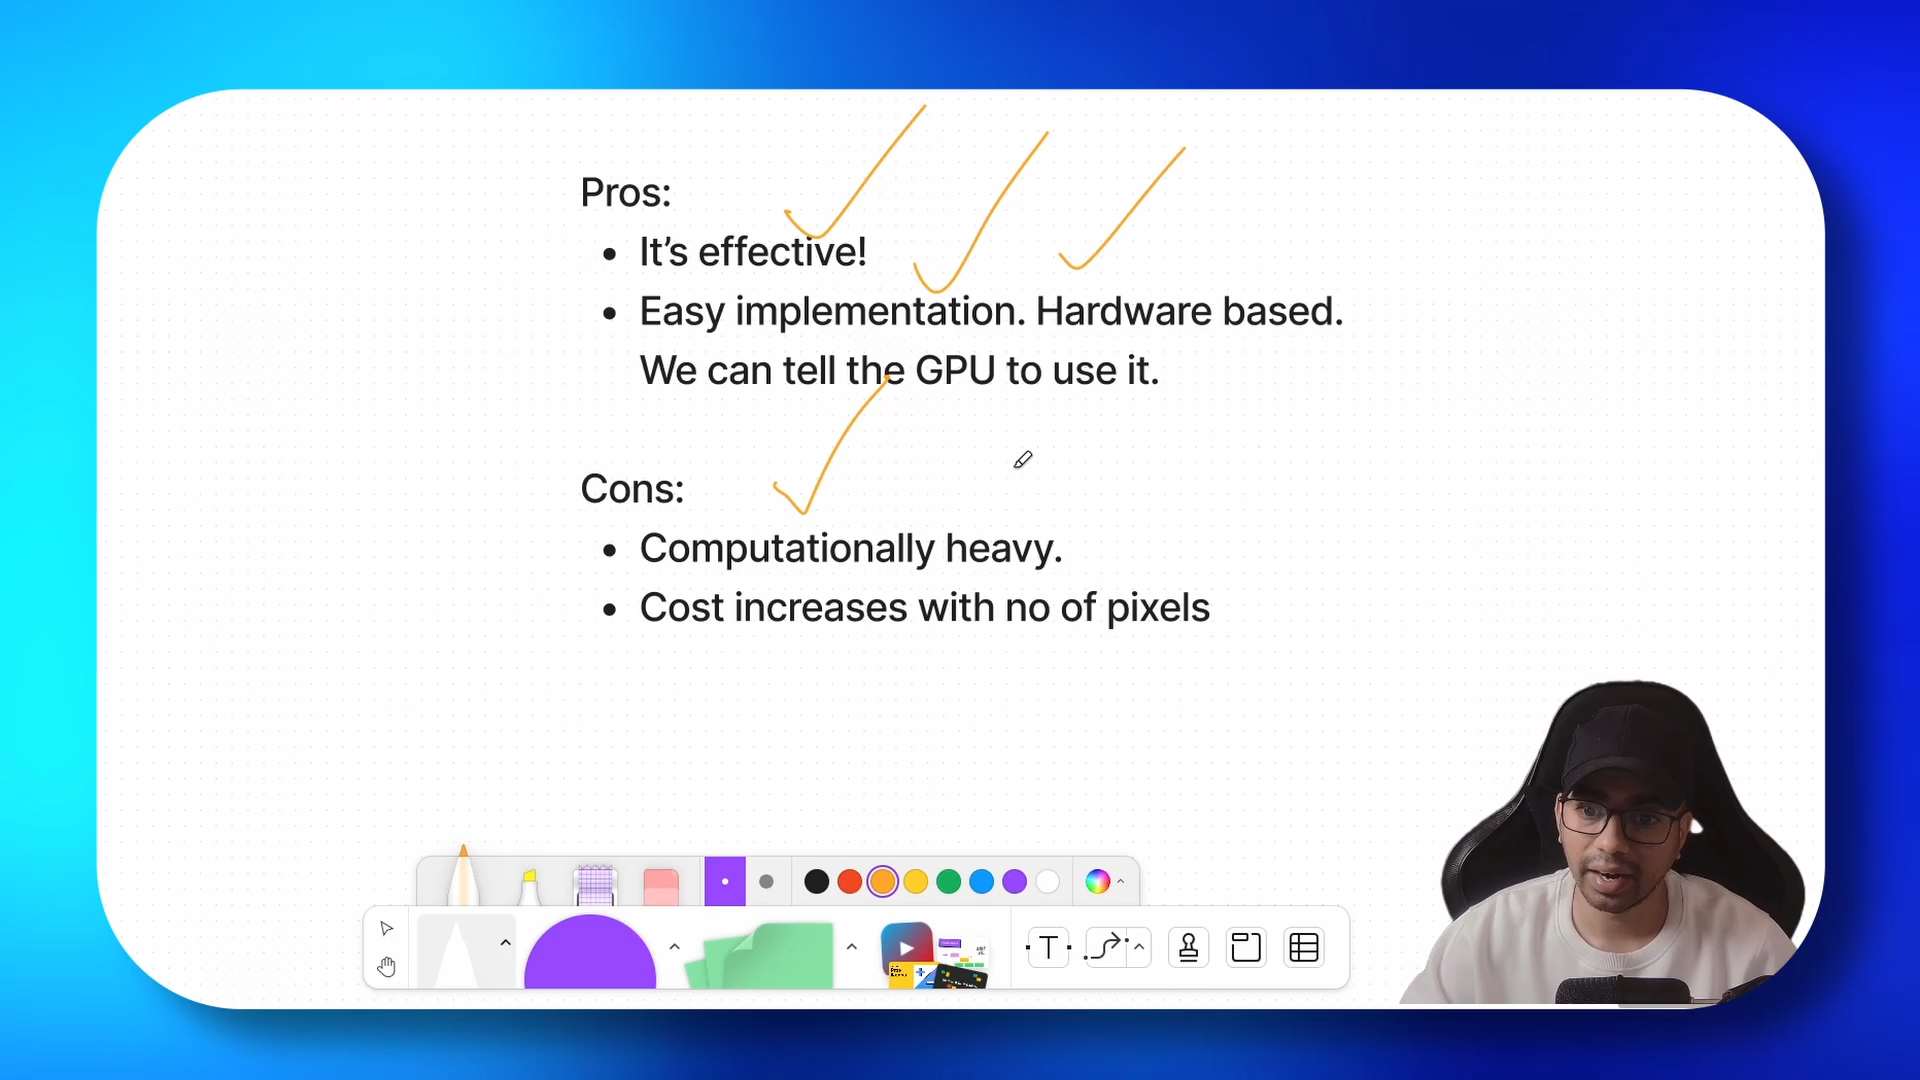 Pros:
• It’s effective!
• Easy implementation. Hardware based.
We can tell the GPU to use it.
Cons:
• Computationally heavy.
• Cost increases with no of pixels
T